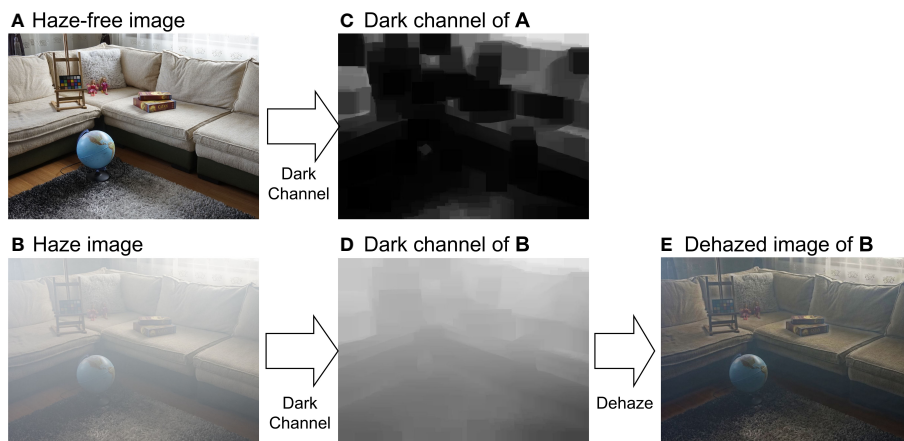 A Haze-free image
C Dark channel of A
Dark
Channel
B Haze image
D Dark channel of B
E Dehazed image of B
Dark
Channel
Dehaze